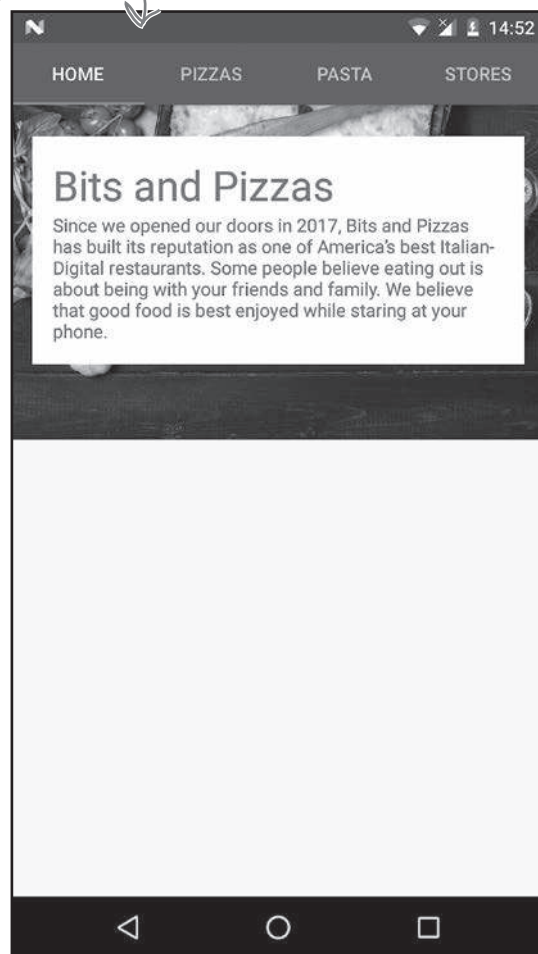 14:52
HOME PIZZAS PASTA STORES
Bits and Pizzas
Since we opened our doors in 2017, Bits and Pizzas
has built its reputation as one of America's best Italian-
Digital restaurants. Some people believe eating out is
about being with your friends and family. We believe
that good food is best enjoyed while staring at your
phone.